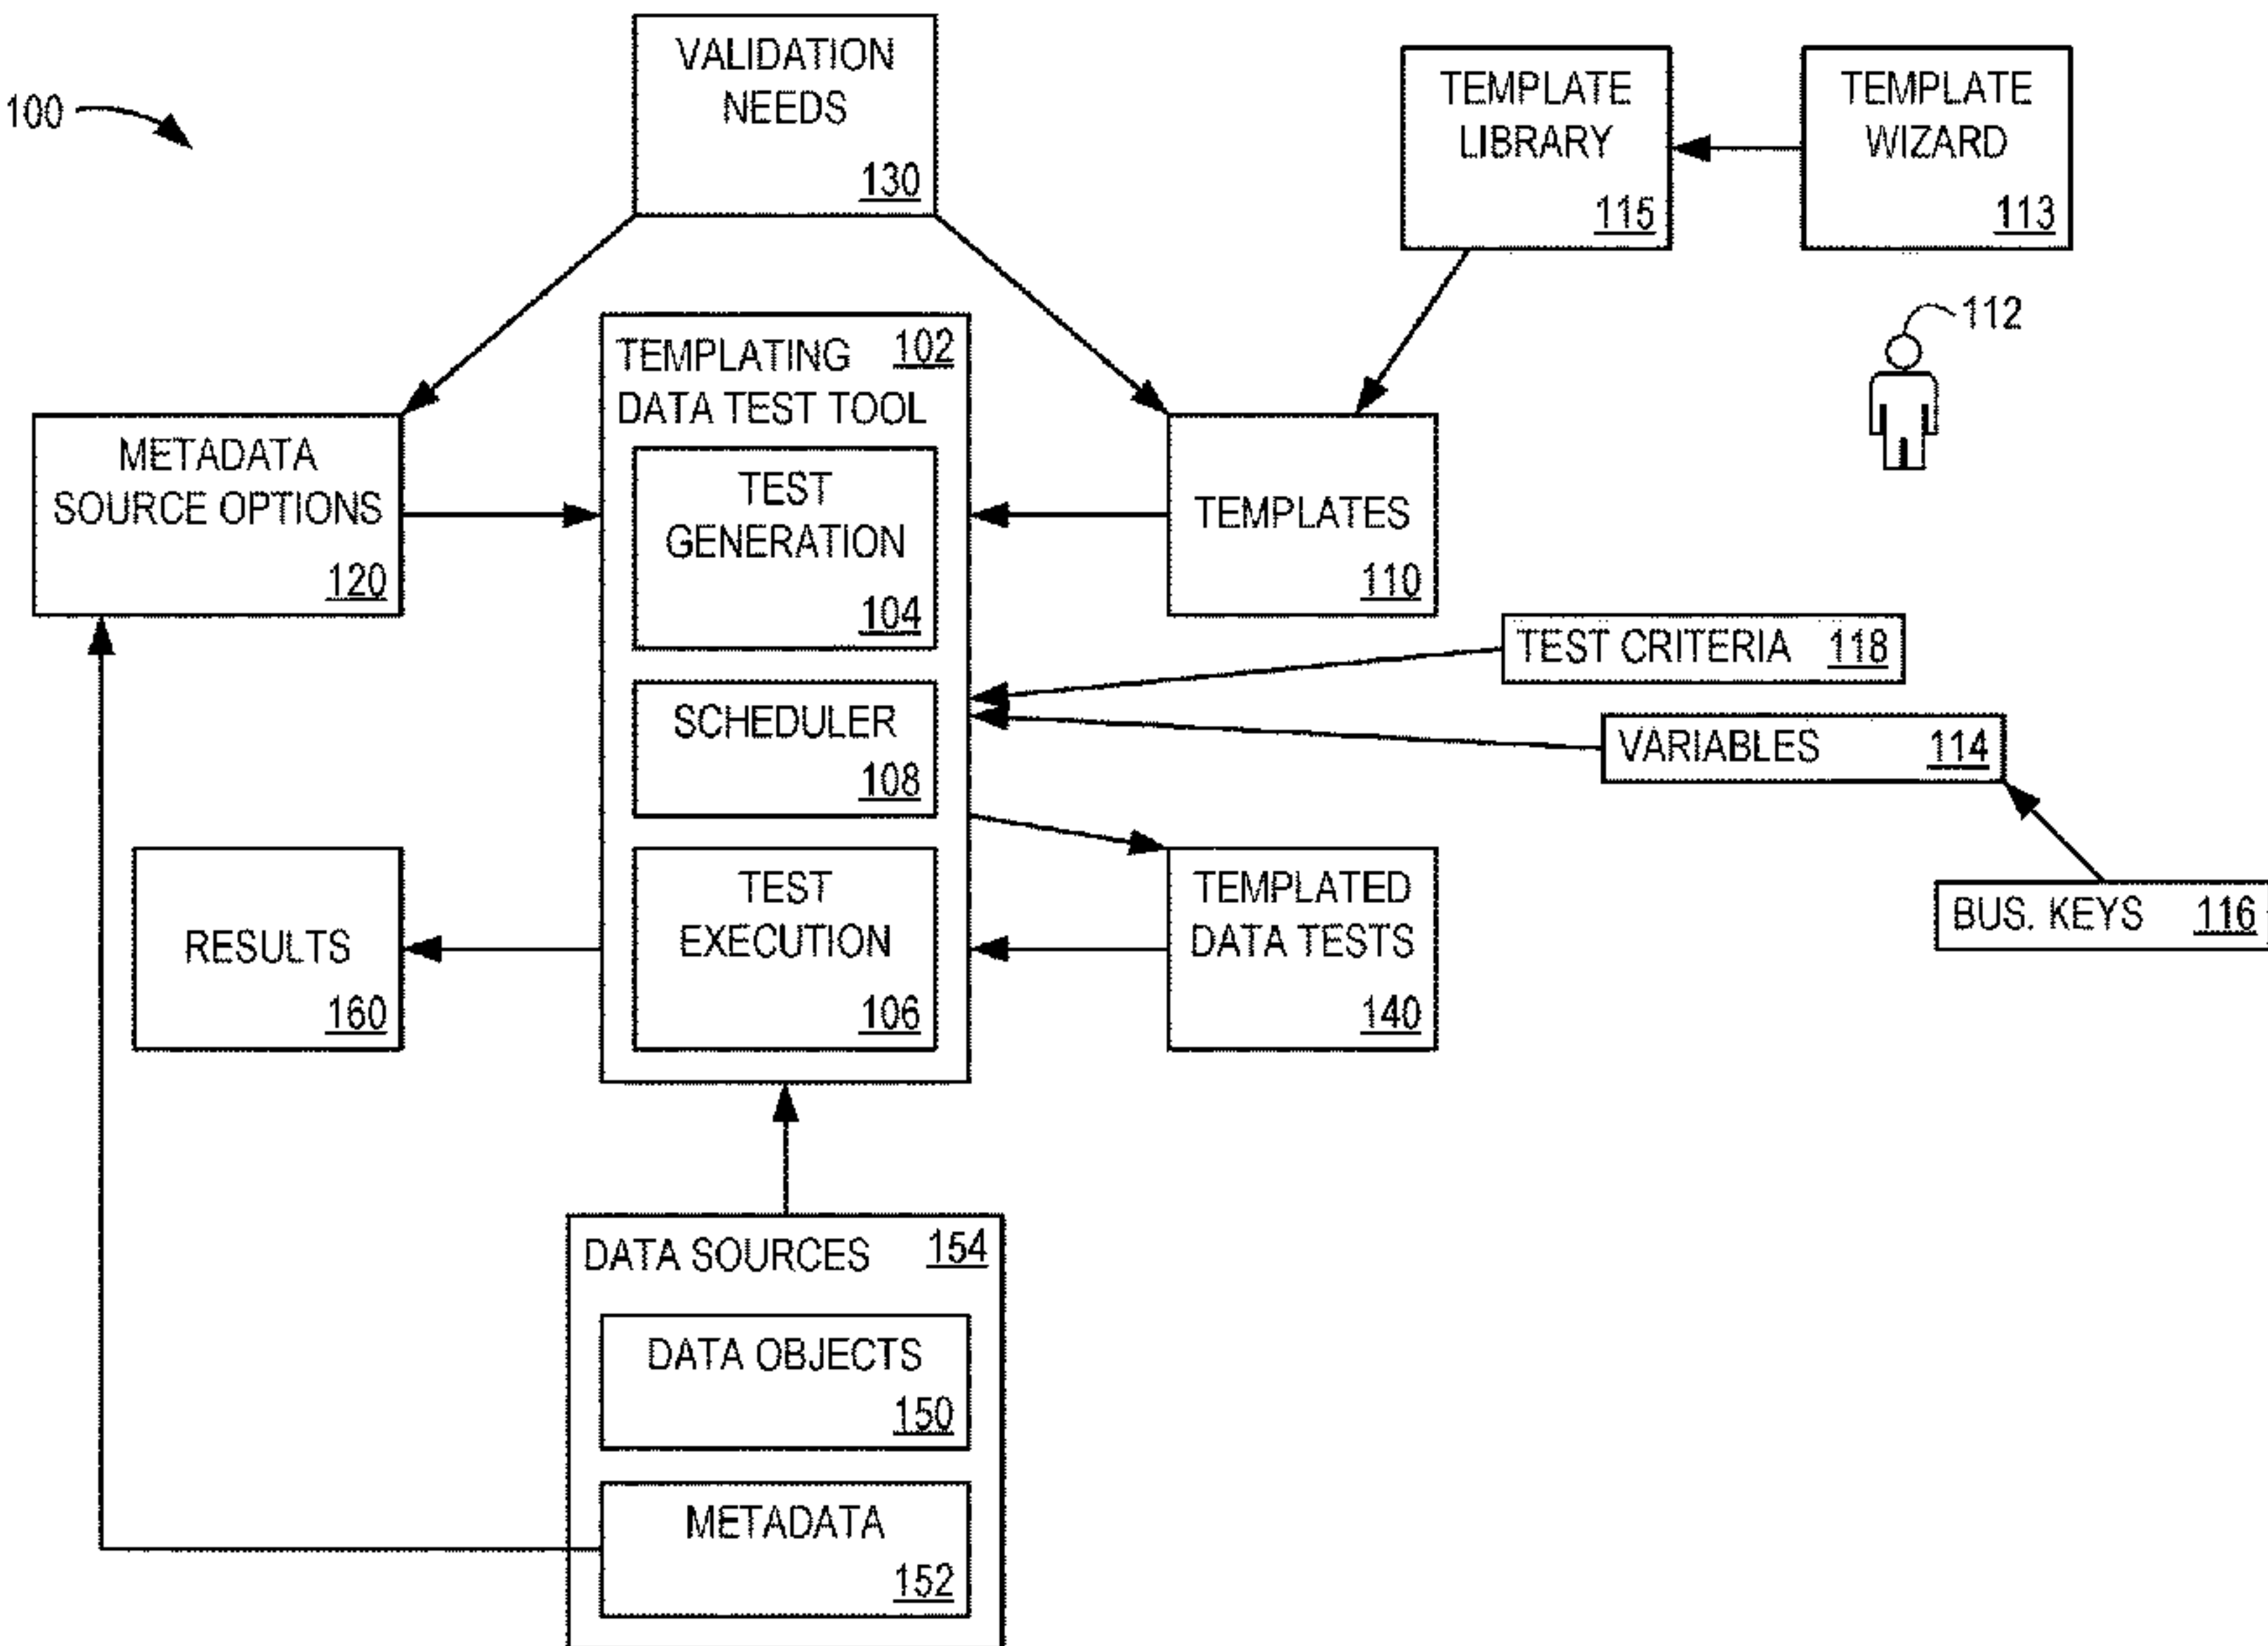 100
VALIDATION
NEEDS
130
TEMPLATE
LIBRARY
115
TEMPLATE
WIZARD
113
112
METADATA
SOURCE OPTIONS
120
TEMPLATING 102
DATA TEST TOOL
TEST
GENERATION
104
SCHEDULER
108
TEST
EXECUTION
106
TEMPLATES
110
TEST CRITERIA 118
VARIABLES 114
BUS. KEYS 116
RESULTS
160
TEMPLATED
DATA TESTS
140
DATA SOURCES 154
DATA OBJECTS
150
METADATA
152